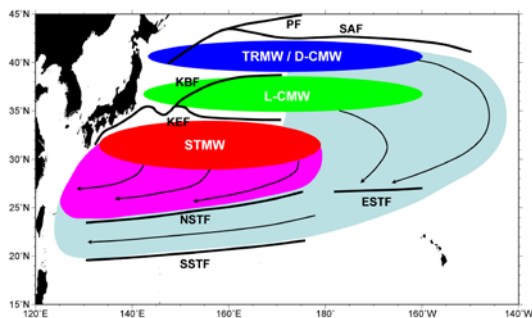 45°N
PF
SAF
40°N
TRMW / D-CMW
KBF
L-CMW
35°N
KEF
STMW
30°N
25°N
NSTF
ESTF
20°N
SSTF
15°N
120°E
140°E
160°E
180°
160°W
140°W